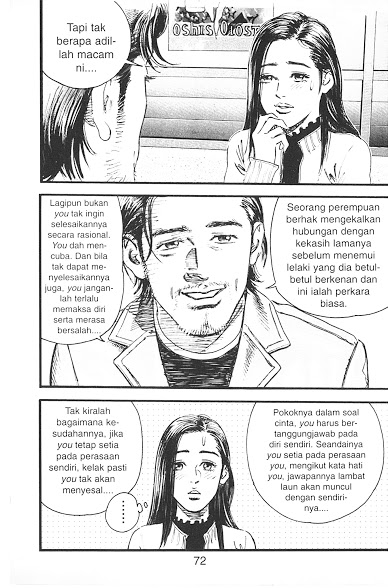 Tapi tak
berapa adil-
lah macam
ni....
Lagipun bukan
you tak ingin
selesaikannya
secara rasional.
You dah men-
cuba. Dan bila
tak dapat me-
nyelesaikannya
juga, you jangan-
lah terlalu
memaksa diri
serta merasa
bersalah....
Seorang perempuan
berhak mengekalkan
hubungan dengan
kekasih lamanya
sebelum menemui
lelaki yang dia betul-
betul berkenan dan
ini ialah perkara
biasa.
Tak kiralah
bagaimana ke-
sudahannya, jika
you tetap setia
pada perasaan
sendiri, kelak pasti
you tak akan
menyesal....
Pokoknya dalam soal
cinta, you harus ber-
tanggungjawab pada
diri sendiri. Seandainya
you setia pada perasaan
you, mengikut kata hati
you, jawapannya lambat
laun akan muncul
dengan sendiri-
nya....
72